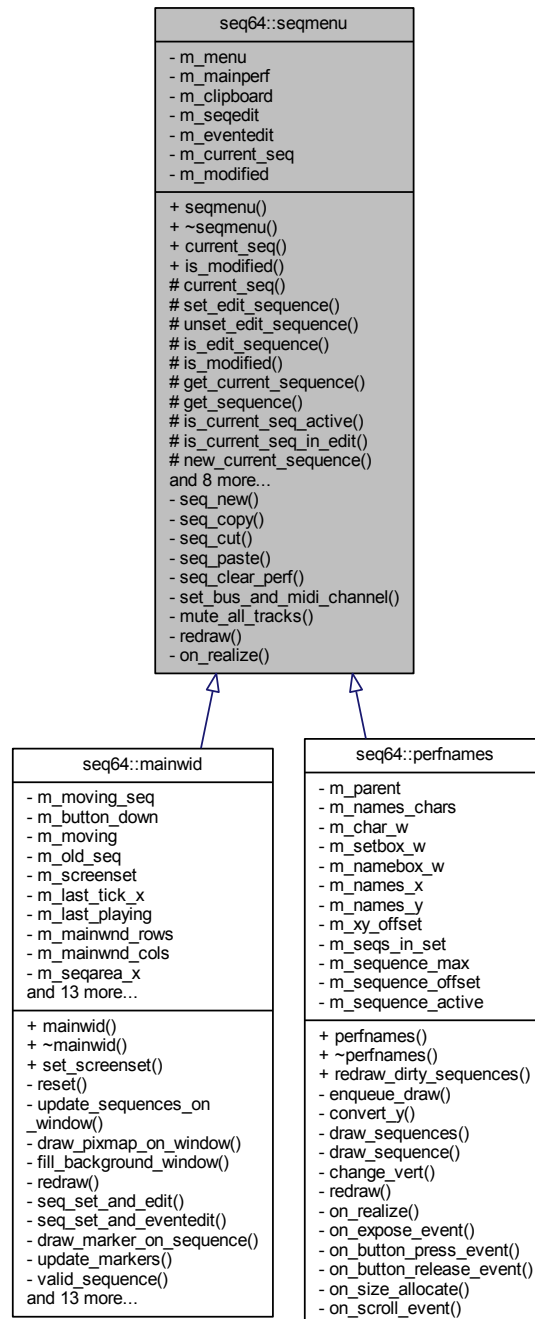 seq64::seqmenu
- m_menu
- m_mainperf
- m_clipboard
- m_seqedit
- m_eventedit
- m_current_seq
- m_modified
+ seqmenu()
+ ~seqmenu()
+ current_seq()
+ is_modified()
# current_seq()
# set_edit_sequence()
# unset_edit_sequence()
# is_edit_sequence()
# is_modified()
# get_current_sequence()
# get_sequence()
# is_current_seq_active()
# is_current_seq_in_edit()
# new_current_sequence()
and 8 more...
- seq_new()
- seq_copy()
- seq_cut()
- seq_paste()
- seq_clear_perf()
- set_bus_and_midi_channel()
- mute_all_tracks()
- redraw()
- on_realize()
seq64::mainwid
- m_moving_seq
- m_button_down
- m_moving
- m_old_seq
- m_screenset
- m_last_tick_x
- m_last_playing
- m_mainwnd_rows
- m_mainwnd_cols
- m_seqarea_x
and 13 more...
+ mainwid()
+ ~mainwid()
+ set_screenset()
- reset()
- update_sequences_on
_window()
- draw_pixmap_on_window()
- fill_background_window()
- redraw()
- seq_set_and_edit()
- seq_set_and_eventedit()
- draw_marker_on_sequence()
- update_markers()
- valid_sequence()
and 13 more...
seq64::perfnames
- m_parent
- m_names_chars
- m_char_w
- m_setbox_w
- m_namebox_w
- m_names_x
- m_names_y
- m_xy_offset
- m_seqs_in_set
- m_sequence_max
- m_sequence_offset
- m_sequence_active
+ perfnames()
+ ~perfnames()
+ redraw_dirty_sequences()
- enqueue_draw()
- convert_y()
- draw_sequences()
- draw_sequence()
- change_vert()
- redraw()
- on_realize()
- on_expose_event()
- on_button_press_event()
- on_button_release_event()
- on_size_allocate()
- on_scroll_event()